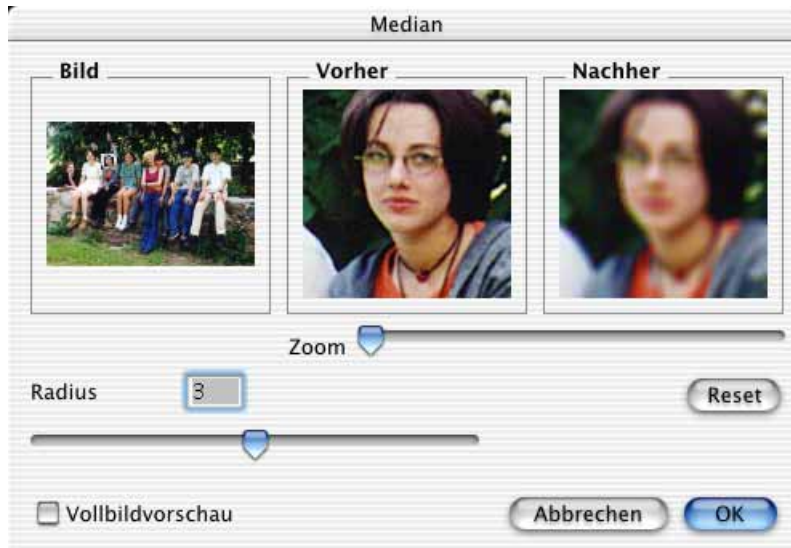 Median
Bild
Vorher
Nachher
Zoom
Radius
3
Reset
Vollbildvorschau
Abbrechen
OK